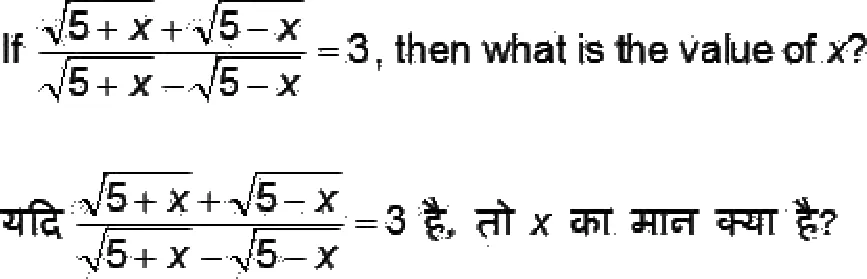 If (√(5 + x) + √(5 − x)) / (√(5 + x) − √(5 − x)) = 3, then what is the value of x?
यदि (√(5 + x) + √(5 − x)) / (√(5 + x) − √(5 − x)) = 3 है, तो x का मान क्या है?